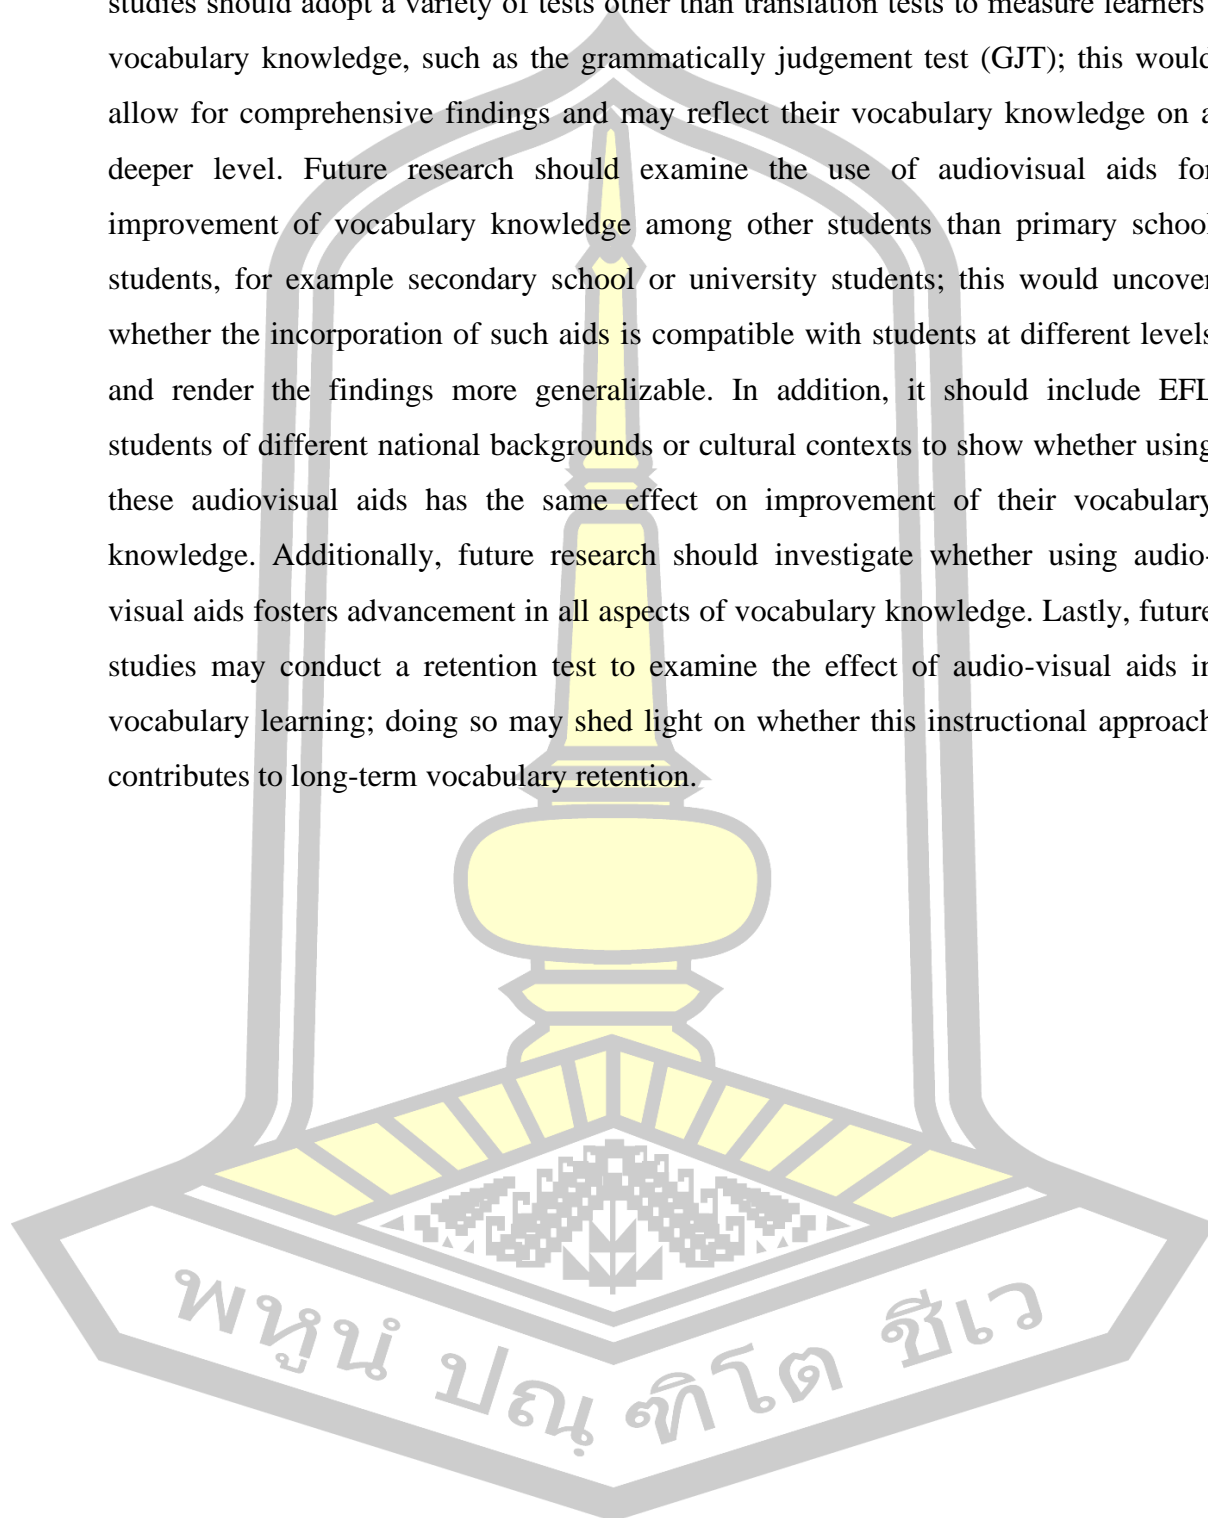 studies should adopt a variety of tests other than translation tests to measure learners'
vocabulary knowledge, such as the grammatically judgement test (GJT); this would
allow for comprehensive findings and may reflect their vocabulary knowledge on a
deeper level. Future research should examine the use of audiovisual aids for
improvement of vocabulary knowledge among other students than primary school
students, for example secondary school or university students; this would uncover
whether the incorporation of such aids is compatible with students at different levels
and render the findings more generalizable. In addition, it should include EFL
students of different national backgrounds or cultural contexts to show whether using
these audiovisual aids has the same effect on improvement of their vocabulary
knowledge. Additionally, future research should investigate whether using audio-
visual aids fosters advancement in all aspects of vocabulary knowledge. Lastly, future
studies may conduct a retention test to examine the effect of audio-visual aids in
vocabulary learning; doing so may shed light on whether this instructional approach
contributes to long-term vocabulary retention.
พหูนํ ปณฺฑิโต ชีเว